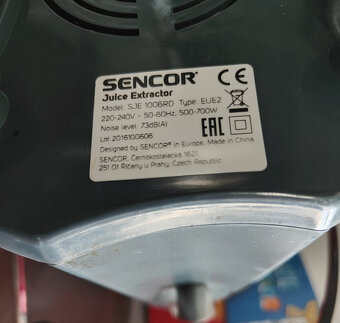 SENCOR®
Juice Extractor
Model: SJE 1006RD Type: EUE2
220-240V ~ 50-60Hz, 500-700W
Noise level: 73dB(A)
Lot: 2016100606
Designed by SENCOR® in Europe, Made in China
SENCOR, Černokostelecká 1621,
251 01 Říčany u Prahy, Czech Republic
CE
EAC